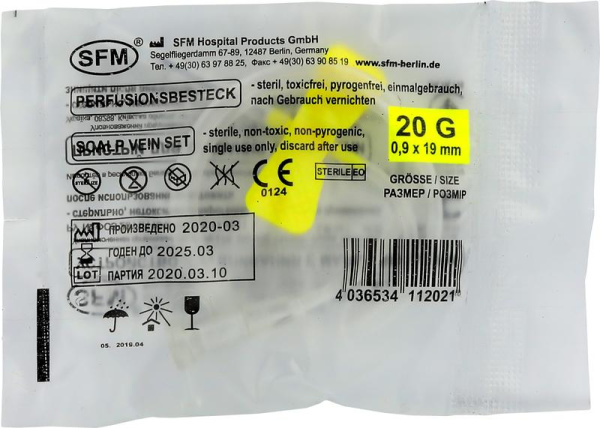 SFM®
SFM Hospital Products GmbH
Segelfliegerdamm 67-89, 12487 Berlin, Germany
Тел. +49(30)63 97 88 25, Факс +49(30)63 90 85 19 www.sfm-berlin.de
PERFUSIONSBESTECK
- steril, toxicfrei, pyrogenfrei, einmalgebrauch,
nach Gebrauch vernichten
SCALP VEIN SET
- sterile, non-toxic, non-pyrogenic,
single use only, discard after use
20 G
0,9 x 19 mm
GRÖSSE / SIZE
РАЗМЕР / РОЗМІР
CE
0124
STERILE EO
ПРОИЗВЕДЕНО 2020-03
ГОДЕН ДО 2025.03
LOT ПАРТИЯ 2020.03.10
4 036534 112021
05. 2016.04